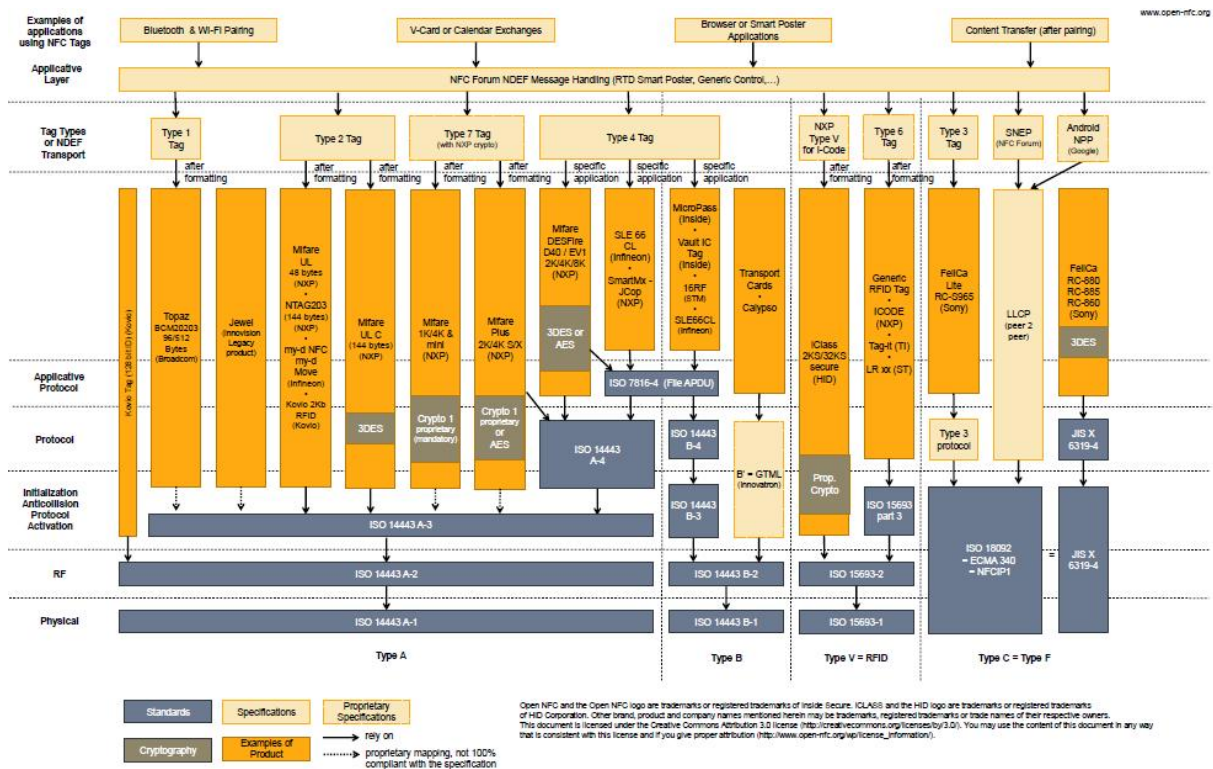 www.open-nfc.org
Examples of
applications
using NFC Tags
Bluetooth & WI-FI Pairing
V-Card or Calendar Exchanges
Browser or Smart Poster
Applications
Content Transfer (after pairing)
Applicative
Layer
NFC Forum NDEF Message Handling (RTD Smart Poster, Generic Control,...)
Tag Types
or NDEF
Transport
Type 1
Tag
Type 2 Tag
Type 7 Tag
(with NXP crypto)
Type 4 Tag
NXP
Type V
for I-Code
Type 6
Tag
Type 3
Tag
SNEP
(NFC Forum)
Android
NPP
(Google)
after
formatting
after
formatting
after
formatting
after
formatting
after
formatting
specific
application
specific
application
specific
application
after
formatting
after
formatting
Kovio Tag (128 bit ID) (Kovio)
Topaz
BCM20203
96/512
Bytes
(Broadcom)
Jewel
(Innovision
Legacy
product)
Mifare
UL
48 bytes
(NXP)
•
NTAG203
(144 bytes)
(NXP)
•
my-d NFC
my-d
Move
(Infineon)
•
Kovio 2Kb
RFID
(Kovio)
Mifare
UL C
(144 bytes)
(NXP)
3DES
Mifare
1K/4K &
mini
(NXP)
Crypto 1
proprietary
(mandatory)
Mifare
Plus
2K/4K S/X
(NXP)
Crypto 1
proprietary
or
AES
Mifare
DESFire
D40 / EV1
2K/4K/8K
(NXP)
3DES or
AES
SLE 66
CL
(Infineon)
•
SmartMx -
JCop
(NXP)
MicroPass
(Inside)
•
Vault IC
Tag
(Inside)
•
16RF
(STM)
•
SLE66CL
(Infineon)
Transport
Cards
•
Calypso
iClass
2KS/32KS
secure
(HID)
Prop.
Crypto
Generic
RFID Tag
•
ICODE
(NXP)
•
Tag-it (TI)
•
LR xx (ST)
FeliCa
Lite
RC-S965
(Sony)
LLCP
(peer 2
peer)
FeliCa
RC-880
RC-885
RC-860
(Sony)
3DES
Applicative
Protocol
ISO 7816-4 (File APDU)
Protocol
ISO 14443
A-4
ISO 14443
B-4
B' = GTML
(Innovatron)
Type 3
protocol
JIS X
6319-4
Initialization
Anticollision
Protocol
Activation
ISO 14443 A-3
ISO 14443
B-3
ISO 15693
part 3
ISO 18092
= ECMA 340
= NFCIP1
=
JIS X
6319-4
RF
ISO 14443 A-2
ISO 14443 B-2
ISO 15693-2
Physical
ISO 14443 A-1
ISO 14443 B-1
ISO 15693-1
Type A
Type B
Type V = RFID
Type C = Type F
Standards
Specifications
Proprietary
Specifications
Cryptography
Examples of
Product
rely on
proprietary mapping, not 100%
compliant with the specification
Open NFC and the Open NFC logo are trademarks or registered trademarks of Inside Secure. ICLASS and the HID logo are trademarks or registered trademarks
of HID Corporation. Other brand, product and company names mentioned herein may be trademarks, registered trademarks or trade names of their respective owners.
This document is licensed under the Creative Commons Attribution 3.0 license (http://creativecommons.org/licenses/by/3.0/). You may use the content of this document in any way
that is consistent with this license and if you give proper attribution (http://www.open-nfc.org/wp/license_information/).